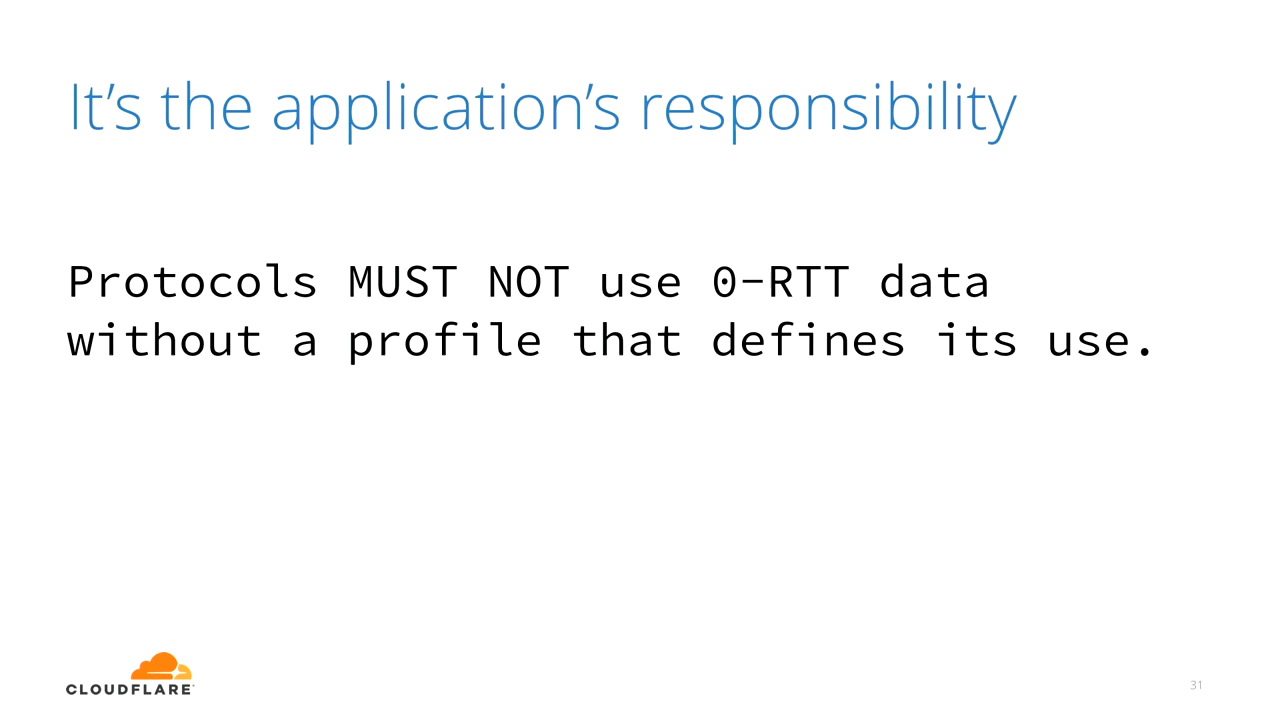 It’s the application’s responsibility
Protocols MUST NOT use 0-RTT data
without a profile that defines its use.
CLOUDFLARE
31